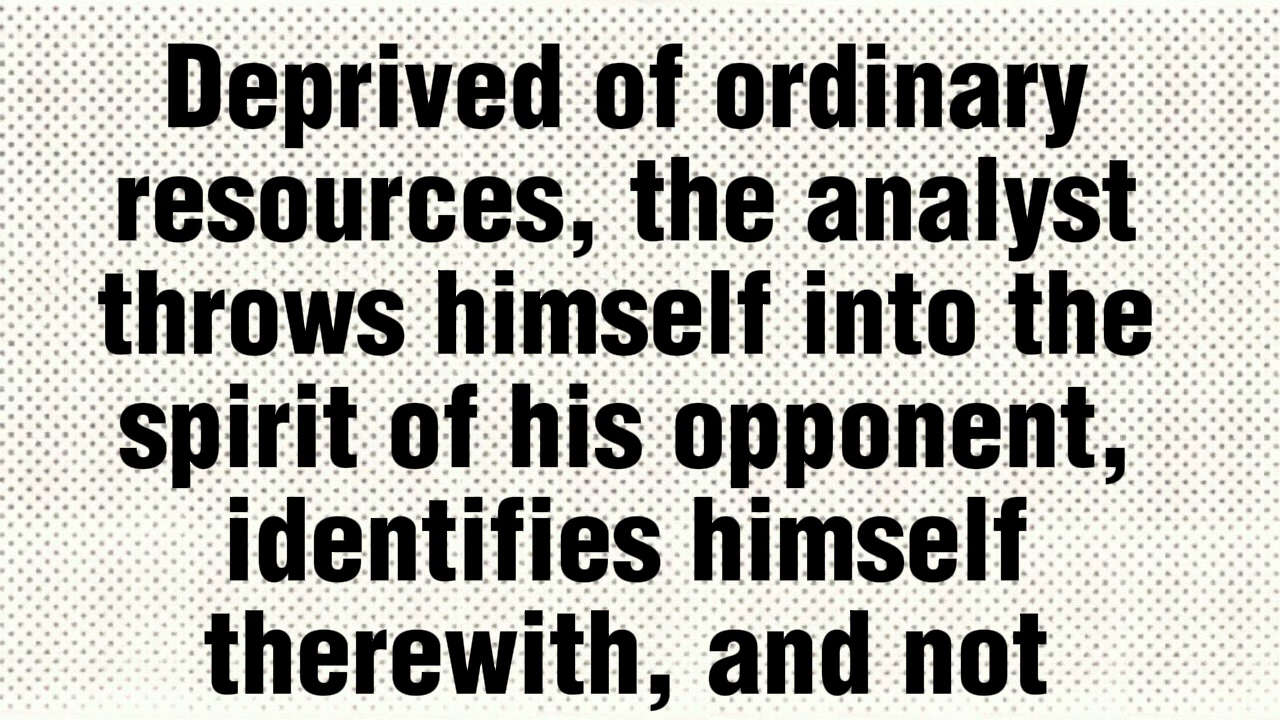 Deprived of ordinary
resources, the analyst
throws himself into the
spirit of his opponent,
identifies himself
therewith, and not